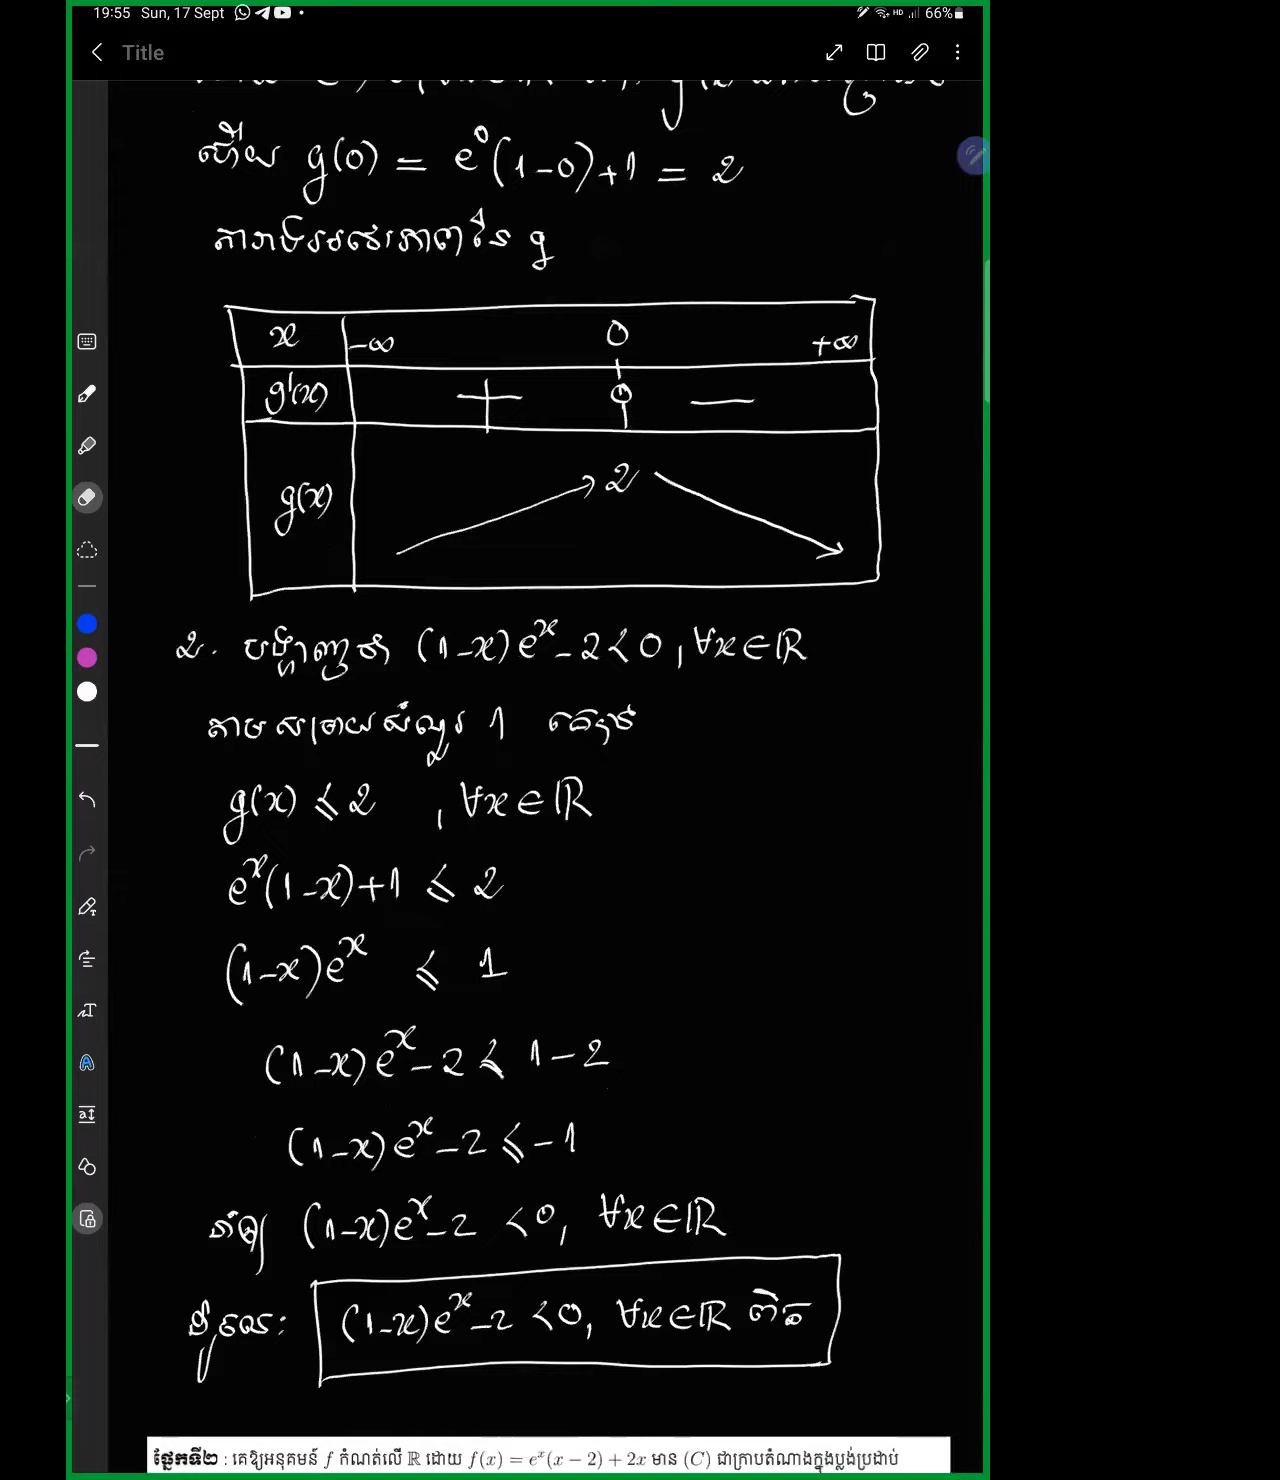 19:55 Sun, 17 Sept HD 66%
Title
ហើយ g(0) = e⁰(1-0)+1 = 2
តារាងអថេរភាពនៃ g
x -∞ 0 +∞
g'(x) + 0 −
g(x) 2
2. បង្ហាញថា (1-x)eˣ-2<0, ∀x∈ℝ
តាមសម្រាយសំណួរ 1 គេបាន
g(x) ⩽ 2 , ∀x∈ℝ
eˣ(1-x)+1 ⩽ 2
(1-x)eˣ ⩽ 1
(1-x)eˣ-2 ⩽ 1-2
(1-x)eˣ-2 ⩽ -1
នាំឲ្យ (1-x)eˣ-2 <0, ∀x∈ℝ
ដូចនេះ: (1-x)eˣ-2 <0, ∀x∈ℝ ពិត
ផ្នែកទី២ : គេឱ្យអនុគមន៍ f កំណត់លើ ℝ ដោយ f(x) = eˣ(x − 2) + 2x មាន (C) ជាក្រាបតំណាងក្នុងប្លង់ប្រដាប់